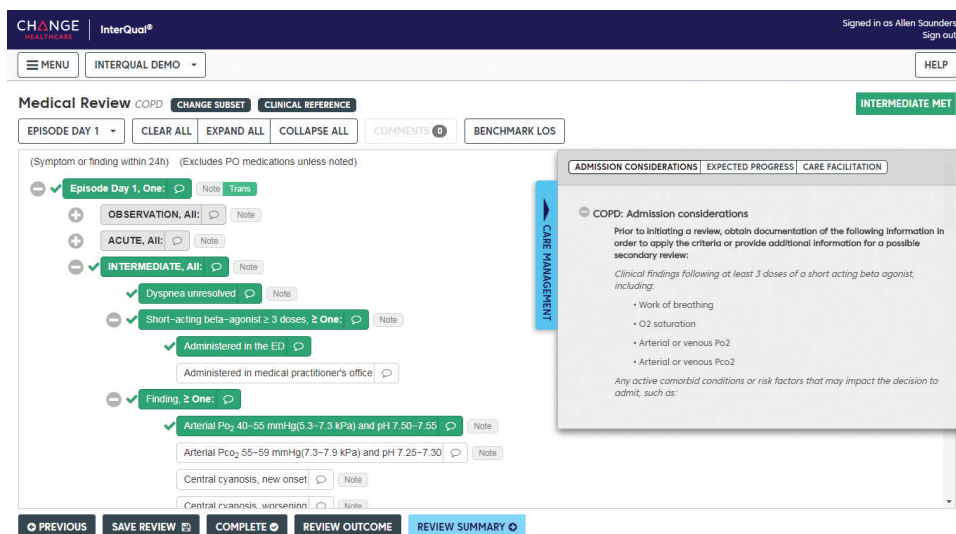 CHANGE HEALTHCARE InterQual®
Signed in as Allen Saunders
Sign out
MENU INTERQUAL DEMO HELP
Medical Review COPD CHANGE SUBSET CLINICAL REFERENCE INTERMEDIATE MET
EPISODE DAY 1 CLEAR ALL EXPAND ALL COLLAPSE ALL COMMENTS 0 BENCHMARK LOS
(Symptom or finding within 24h) (Excludes PO medications unless noted)
Episode Day 1, One: Note Trans
OBSERVATION, All: Note
ACUTE, All: Note
INTERMEDIATE, All: Note
Dyspnea unresolved Note
Short-acting beta-agonist ≥ 3 doses, ≥ One: Note
Administered in the ED
Administered in medical practitioner's office
Finding, ≥ One:
Arterial Po2 40-55 mmHg(5.3-7.3 kPa) and pH 7.50-7.55 Note
Arterial Pco2 55-59 mmHg(7.3-7.9 kPa) and pH 7.25-7.30 Note
Central cyanosis, new onset Note
Central cyanosis, worsening Note
CARE MANAGEMENT
ADMISSION CONSIDERATIONS EXPECTED PROGRESS CARE FACILITATION
COPD: Admission considerations
Prior to initiating a review, obtain documentation of the following information in
order to apply the criteria or provide additional information for a possible
secondary review:
Clinical findings following at least 3 doses of a short acting beta agonist,
including:
• Work of breathing
• O2 saturation
• Arterial or venous Po2
• Arterial or venous Pco2
Any active comorbid conditions or risk factors that may impact the decision to
admit, such as:
PREVIOUS SAVE REVIEW COMPLETE REVIEW OUTCOME REVIEW SUMMARY